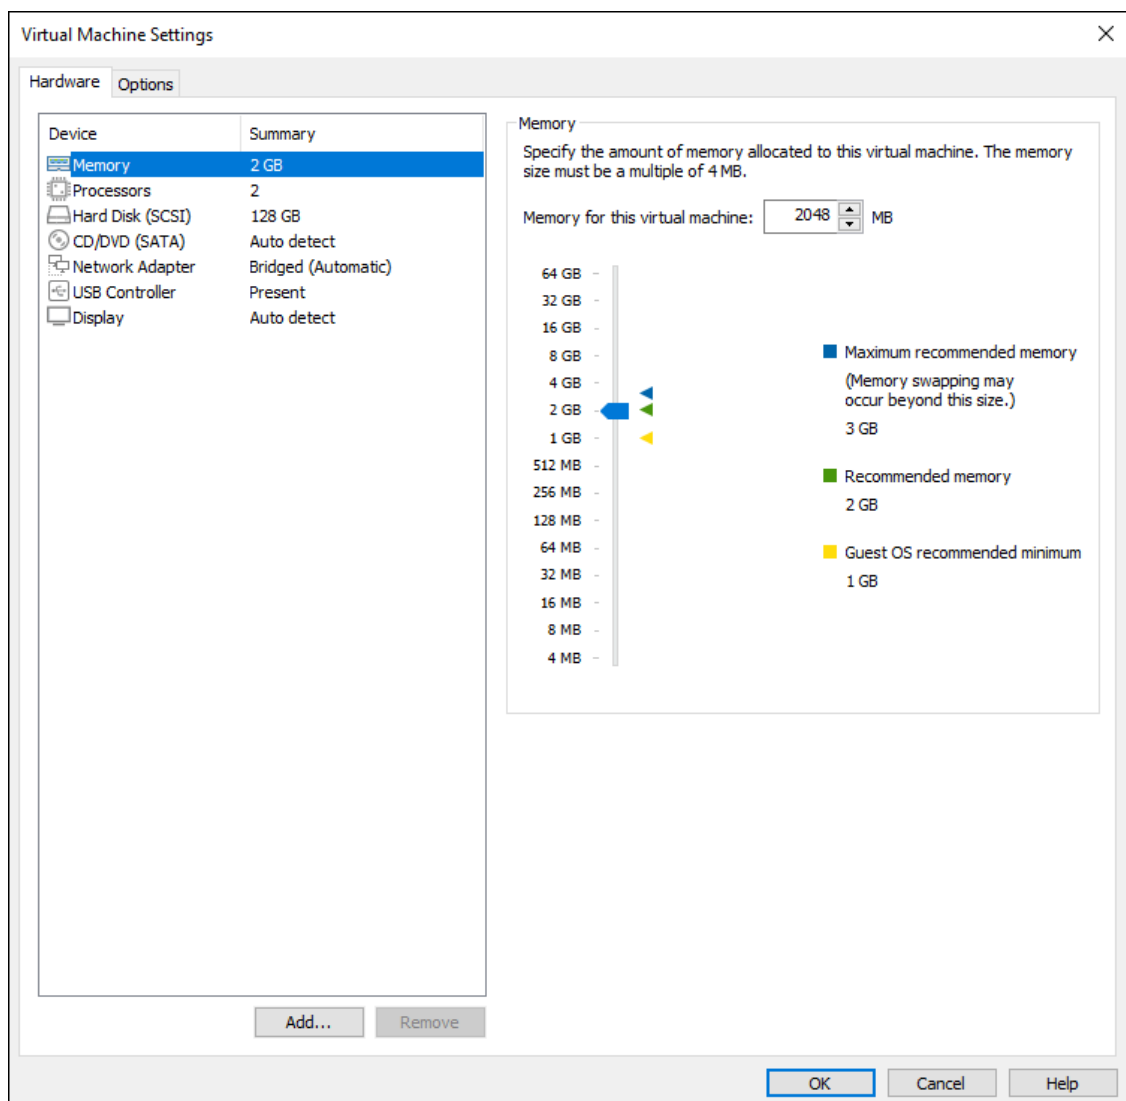 Virtual Machine Settings
Hardware
Options
Device Summary
Memory 2 GB
Processors 2
Hard Disk (SCSI) 128 GB
CD/DVD (SATA) Auto detect
Network Adapter Bridged (Automatic)
USB Controller Present
Display Auto detect
Add...
Remove
Memory
Specify the amount of memory allocated to this virtual machine. The memory
size must be a multiple of 4 MB.
Memory for this virtual machine: 2048 MB
64 GB
32 GB
16 GB
8 GB
4 GB
2 GB
1 GB
512 MB
256 MB
128 MB
64 MB
32 MB
16 MB
8 MB
4 MB
Maximum recommended memory
(Memory swapping may
occur beyond this size.)
3 GB
Recommended memory
2 GB
Guest OS recommended minimum
1 GB
OK
Cancel
Help